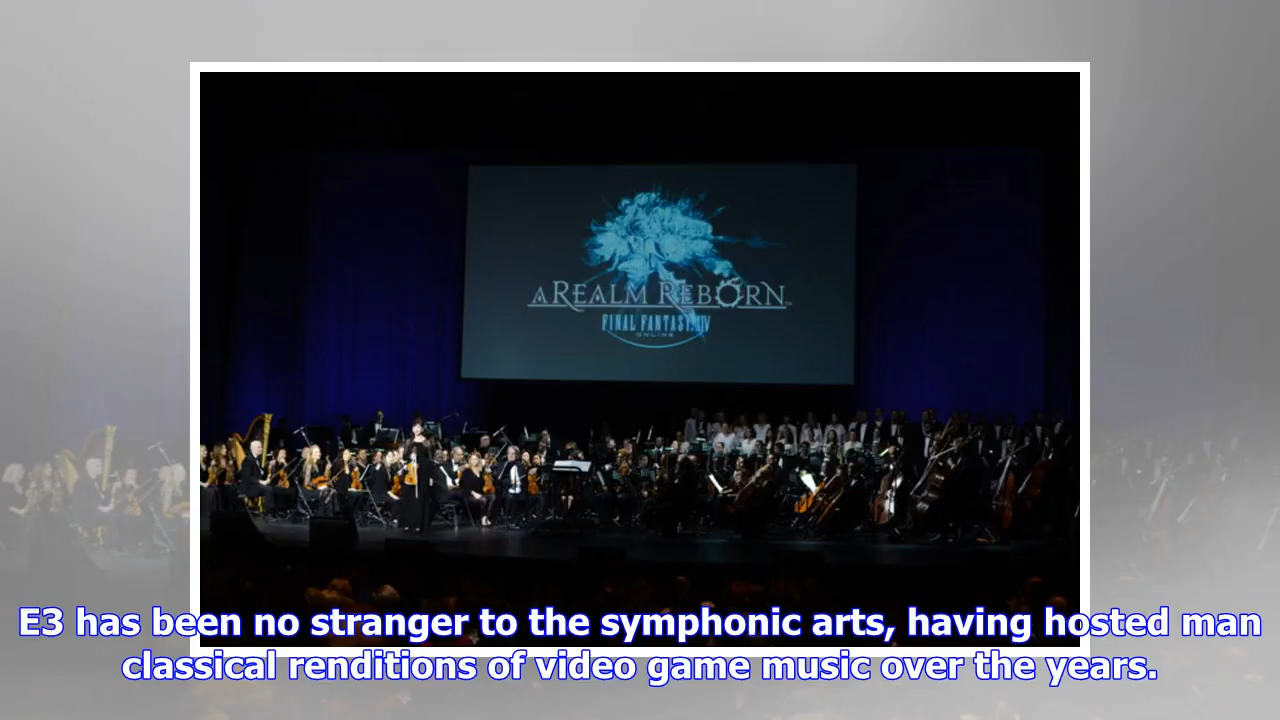 A REALM REBORN
FINAL FANTASY XIV
ONLINE
E3 has been no stranger to the symphonic arts, having hosted man
classical renditions of video game music over the years.